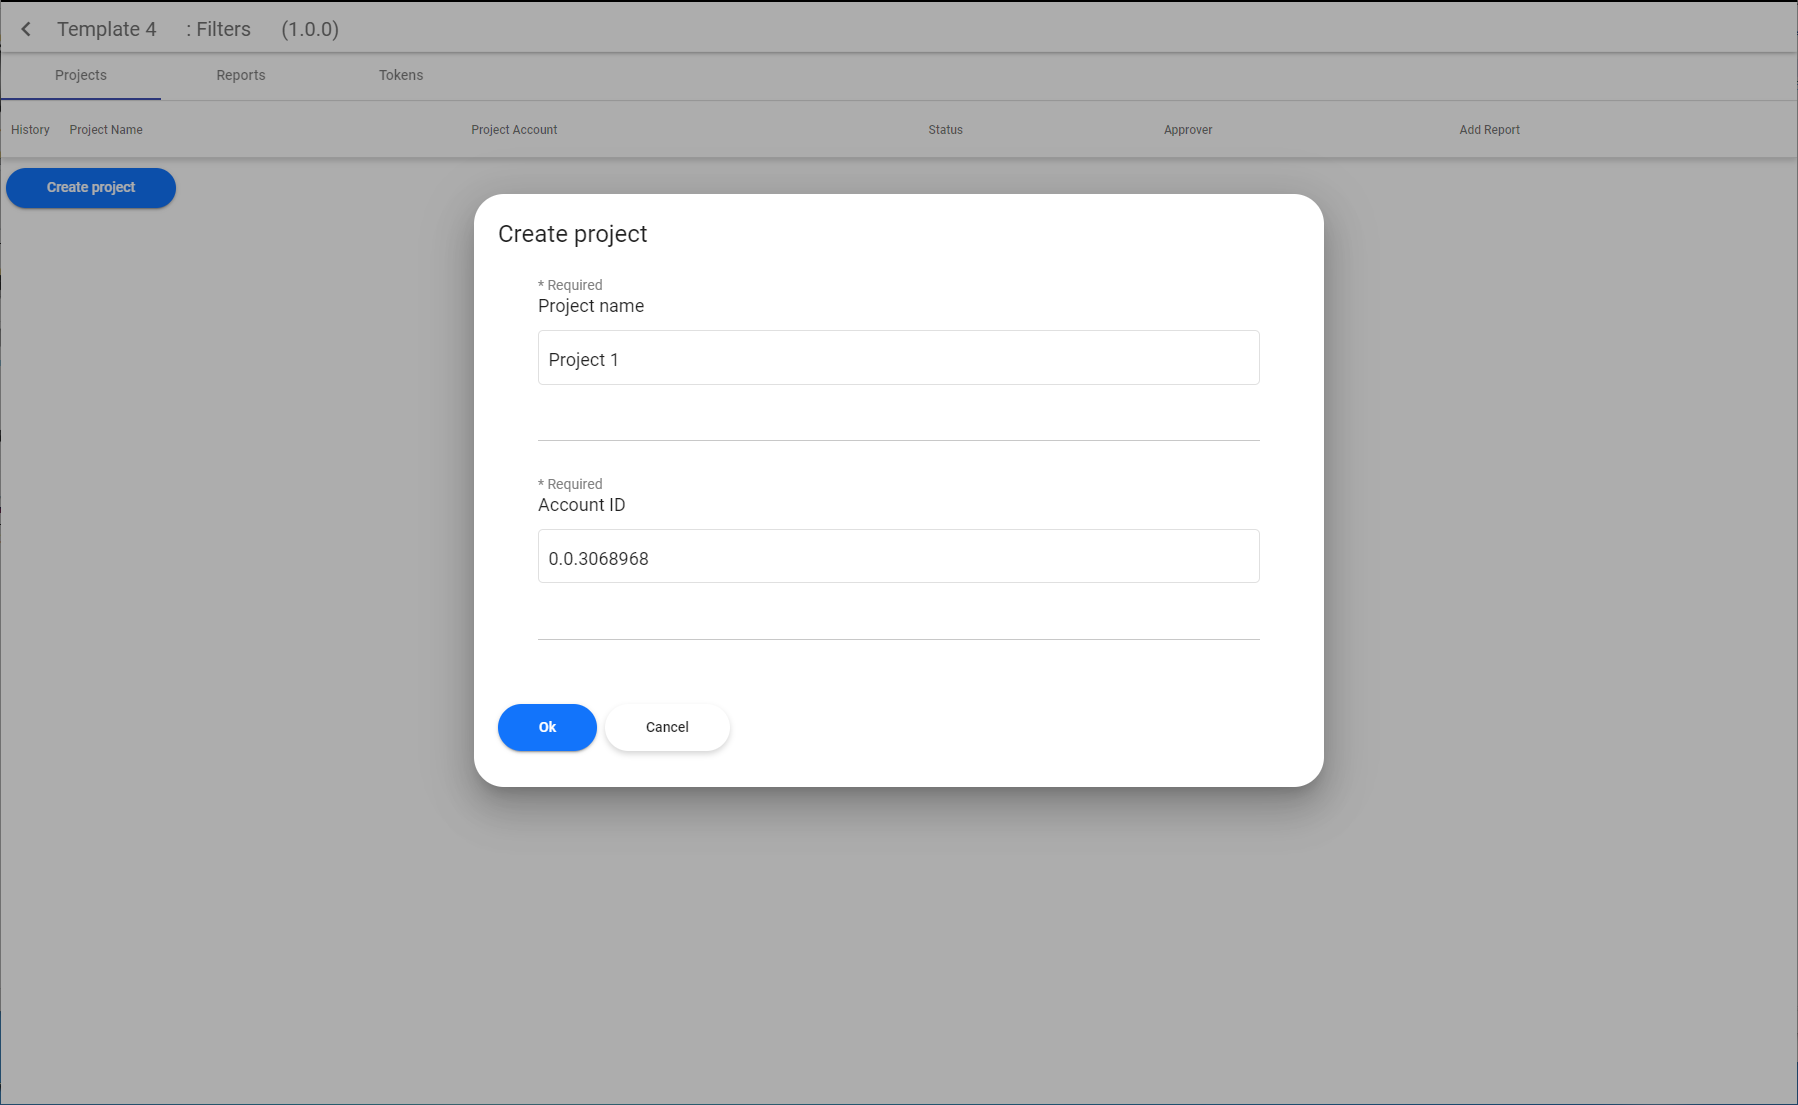 Template 4 : Filters (1.0.0)
Projects Reports Tokens
History Project Name Project Account Status Approver Add Report
Create project
Create project
* Required
Project name
Project 1
* Required
Account ID
0.0.3068968
Ok Cancel